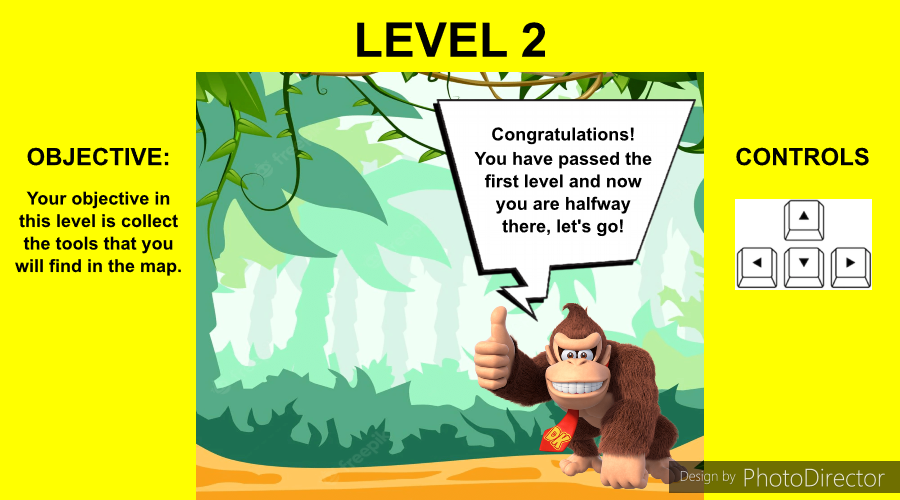 LEVEL 2
OBJECTIVE:
Your objective in
this level is collect
the tools that you
will find in the map.
Congratulations!
You have passed the
first level and now
you are halfway
there, let's go!
CONTROLS
DK
freepik
Design by PhotoDirector